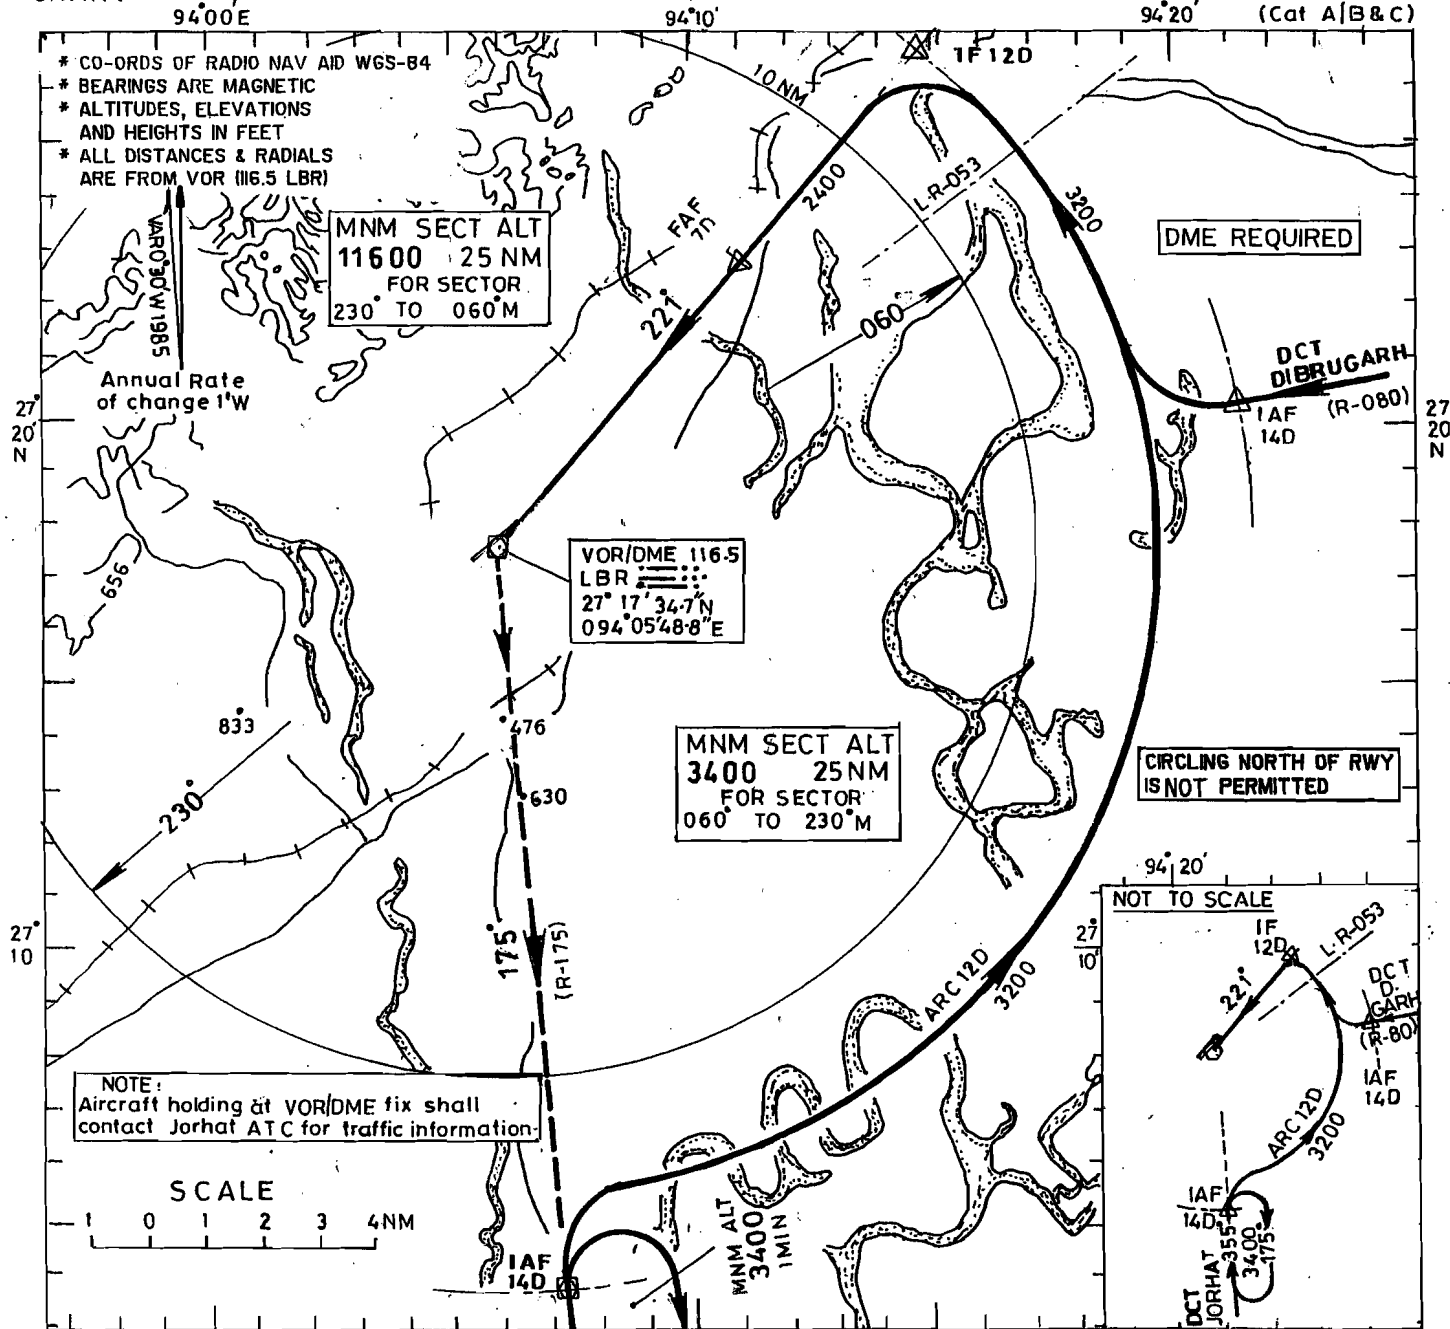 94°00'E
94°10'
94°20'
(Cat A/B & C)
* CO-ORDS OF RADIO NAV AID WGS-84
* BEARINGS ARE MAGNETIC
* ALTITUDES, ELEVATIONS
AND HEIGHTS IN FEET
* ALL DISTANCES & RADIALS
ARE FROM VOR (116.5 LBR)
VAR 0°30'W 1985
Annual Rate
of change 1'W
MNM SECT ALT
11600 25 NM
FOR SECTOR
230° TO 060°M
10 NM
IF 12D
2400
L-R-053
3200
FAF
7D
221°
060°
DME REQUIRED
DCT
DIBRUGARH
(R-080)
IAF
14D
27°
20'
N
27
20
N
VOR/DME 116.5
LBR
27° 17' 34.7"N
094°05'48.8"E
656
833
476
630
230°
MNM SECT ALT
3400 25NM
FOR SECTOR
060° TO 230°M
CIRCLING NORTH OF RWY
IS NOT PERMITTED
175°
(R-175)
ARC 12D
3200
27°
10
27°
10'
94°20'
NOT TO SCALE
IF
12D
L.R-053
221°
DCT
D.
GARH
(R-80)
IAF
14D
ARC 12D
3200
IAF
14D
355°
3400
175°
DCT
JORHAT
NOTE:
Aircraft holding at VOR/DME fix shall
contact Jorhat ATC for traffic information.
SCALE
1 0 1 2 3 4NM
IAF
14D
MNM ALT
3400
1MIN